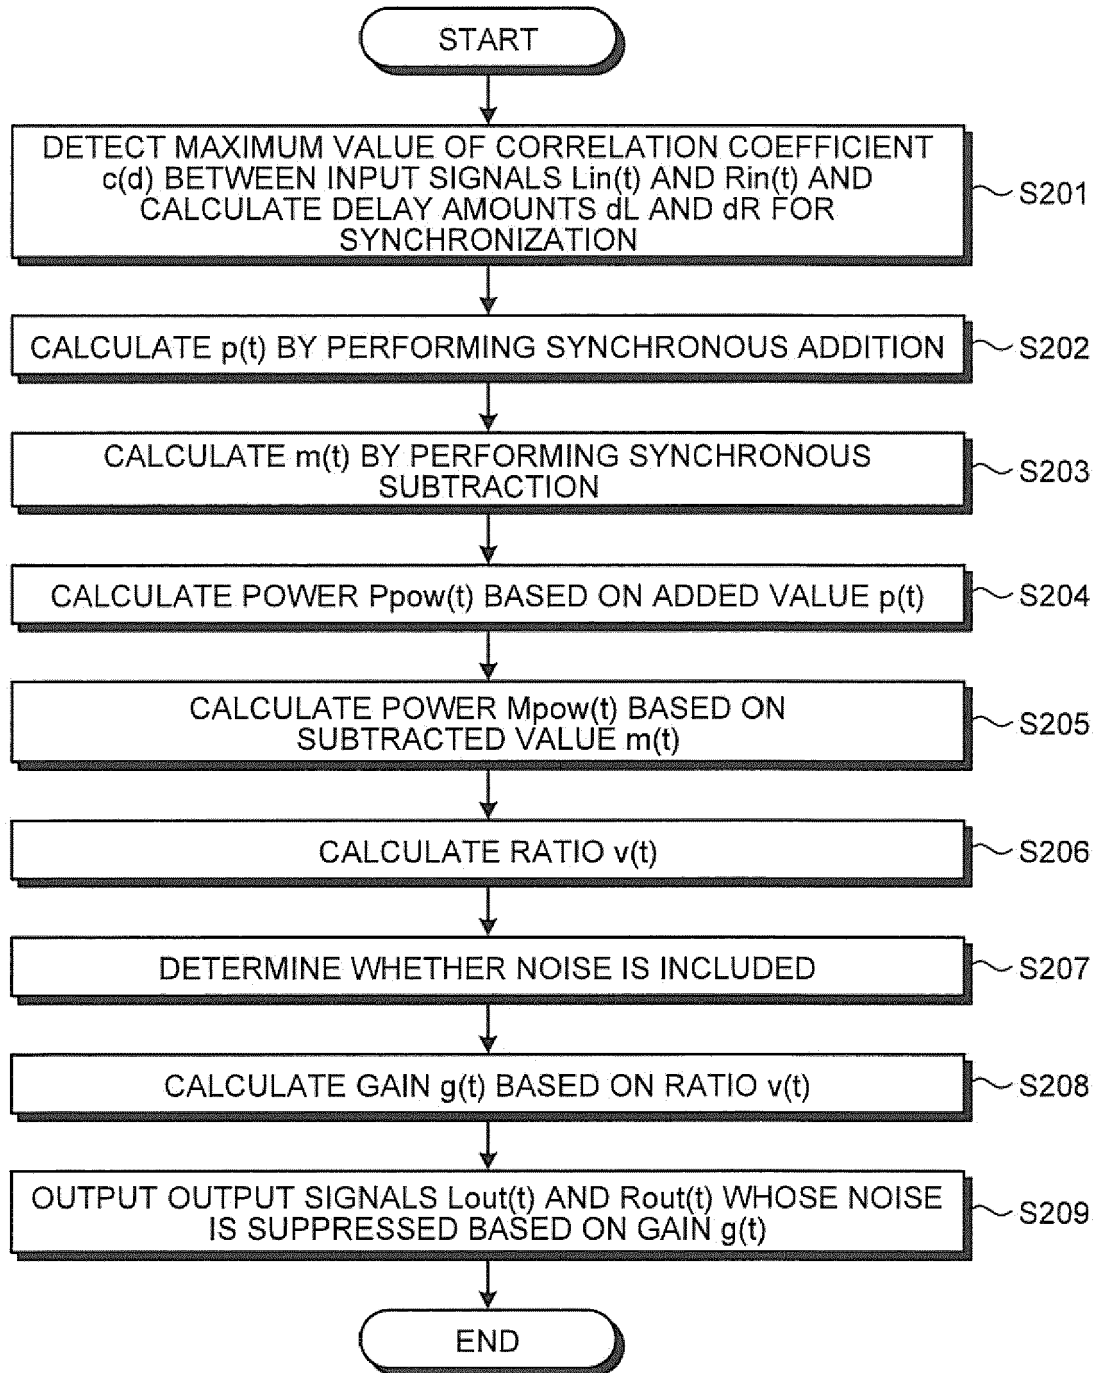 START
DETECT MAXIMUM VALUE OF CORRELATION COEFFICIENT
c(d) BETWEEN INPUT SIGNALS Lin(t) AND Rin(t) AND
CALCULATE DELAY AMOUNTS dL AND dR FOR
SYNCHRONIZATION
S201
CALCULATE p(t) BY PERFORMING SYNCHRONOUS ADDITION
S202
CALCULATE m(t) BY PERFORMING SYNCHRONOUS
SUBTRACTION
S203
CALCULATE POWER Ppow(t) BASED ON ADDED VALUE p(t)
S204
CALCULATE POWER Mpow(t) BASED ON
SUBTRACTED VALUE m(t)
S205
CALCULATE RATIO v(t)
S206
DETERMINE WHETHER NOISE IS INCLUDED
S207
CALCULATE GAIN g(t) BASED ON RATIO v(t)
S208
OUTPUT OUTPUT SIGNALS Lout(t) AND Rout(t) WHOSE NOISE
IS SUPPRESSED BASED ON GAIN g(t)
S209
END